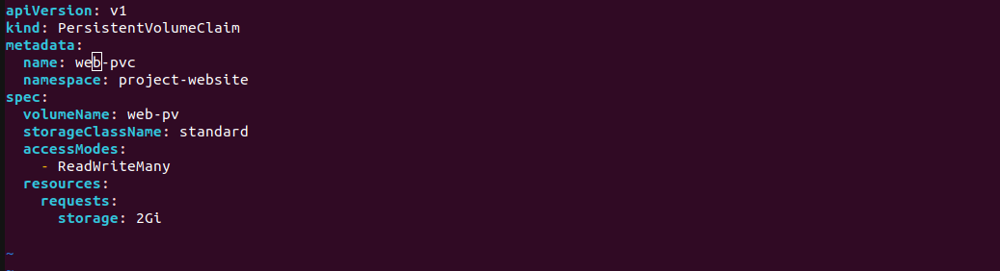 apiVersion: v1
kind: PersistentVolumeClaim
metadata:
  name: web-pvc
  namespace: project-website
spec:
  volumeName: web-pv
  storageClassName: standard
  accessModes:
    - ReadWriteMany
  resources:
    requests:
      storage: 2Gi

~
~